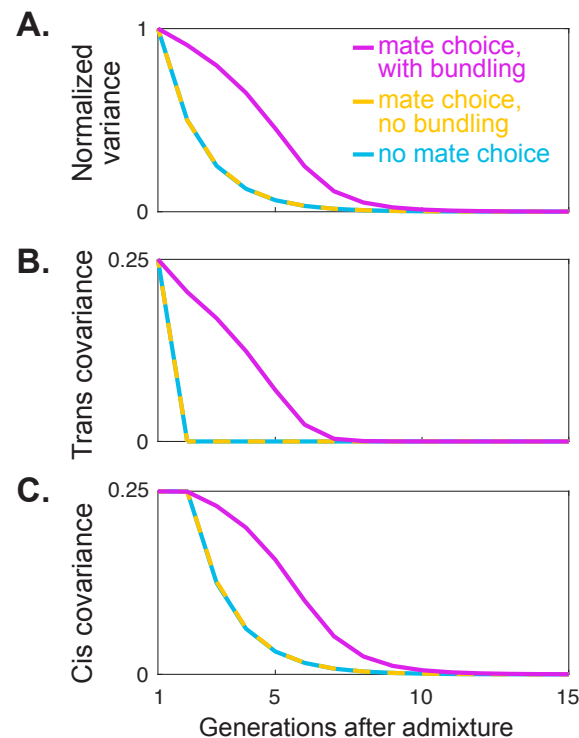 A.
Normalized
variance
1
0
mate choice,
with bundling
mate choice,
no bundling
no mate choice
B.
Trans covariance
0.25
0
C.
Cis covariance
0.25
0
1
5
10
15
Generations after admixture